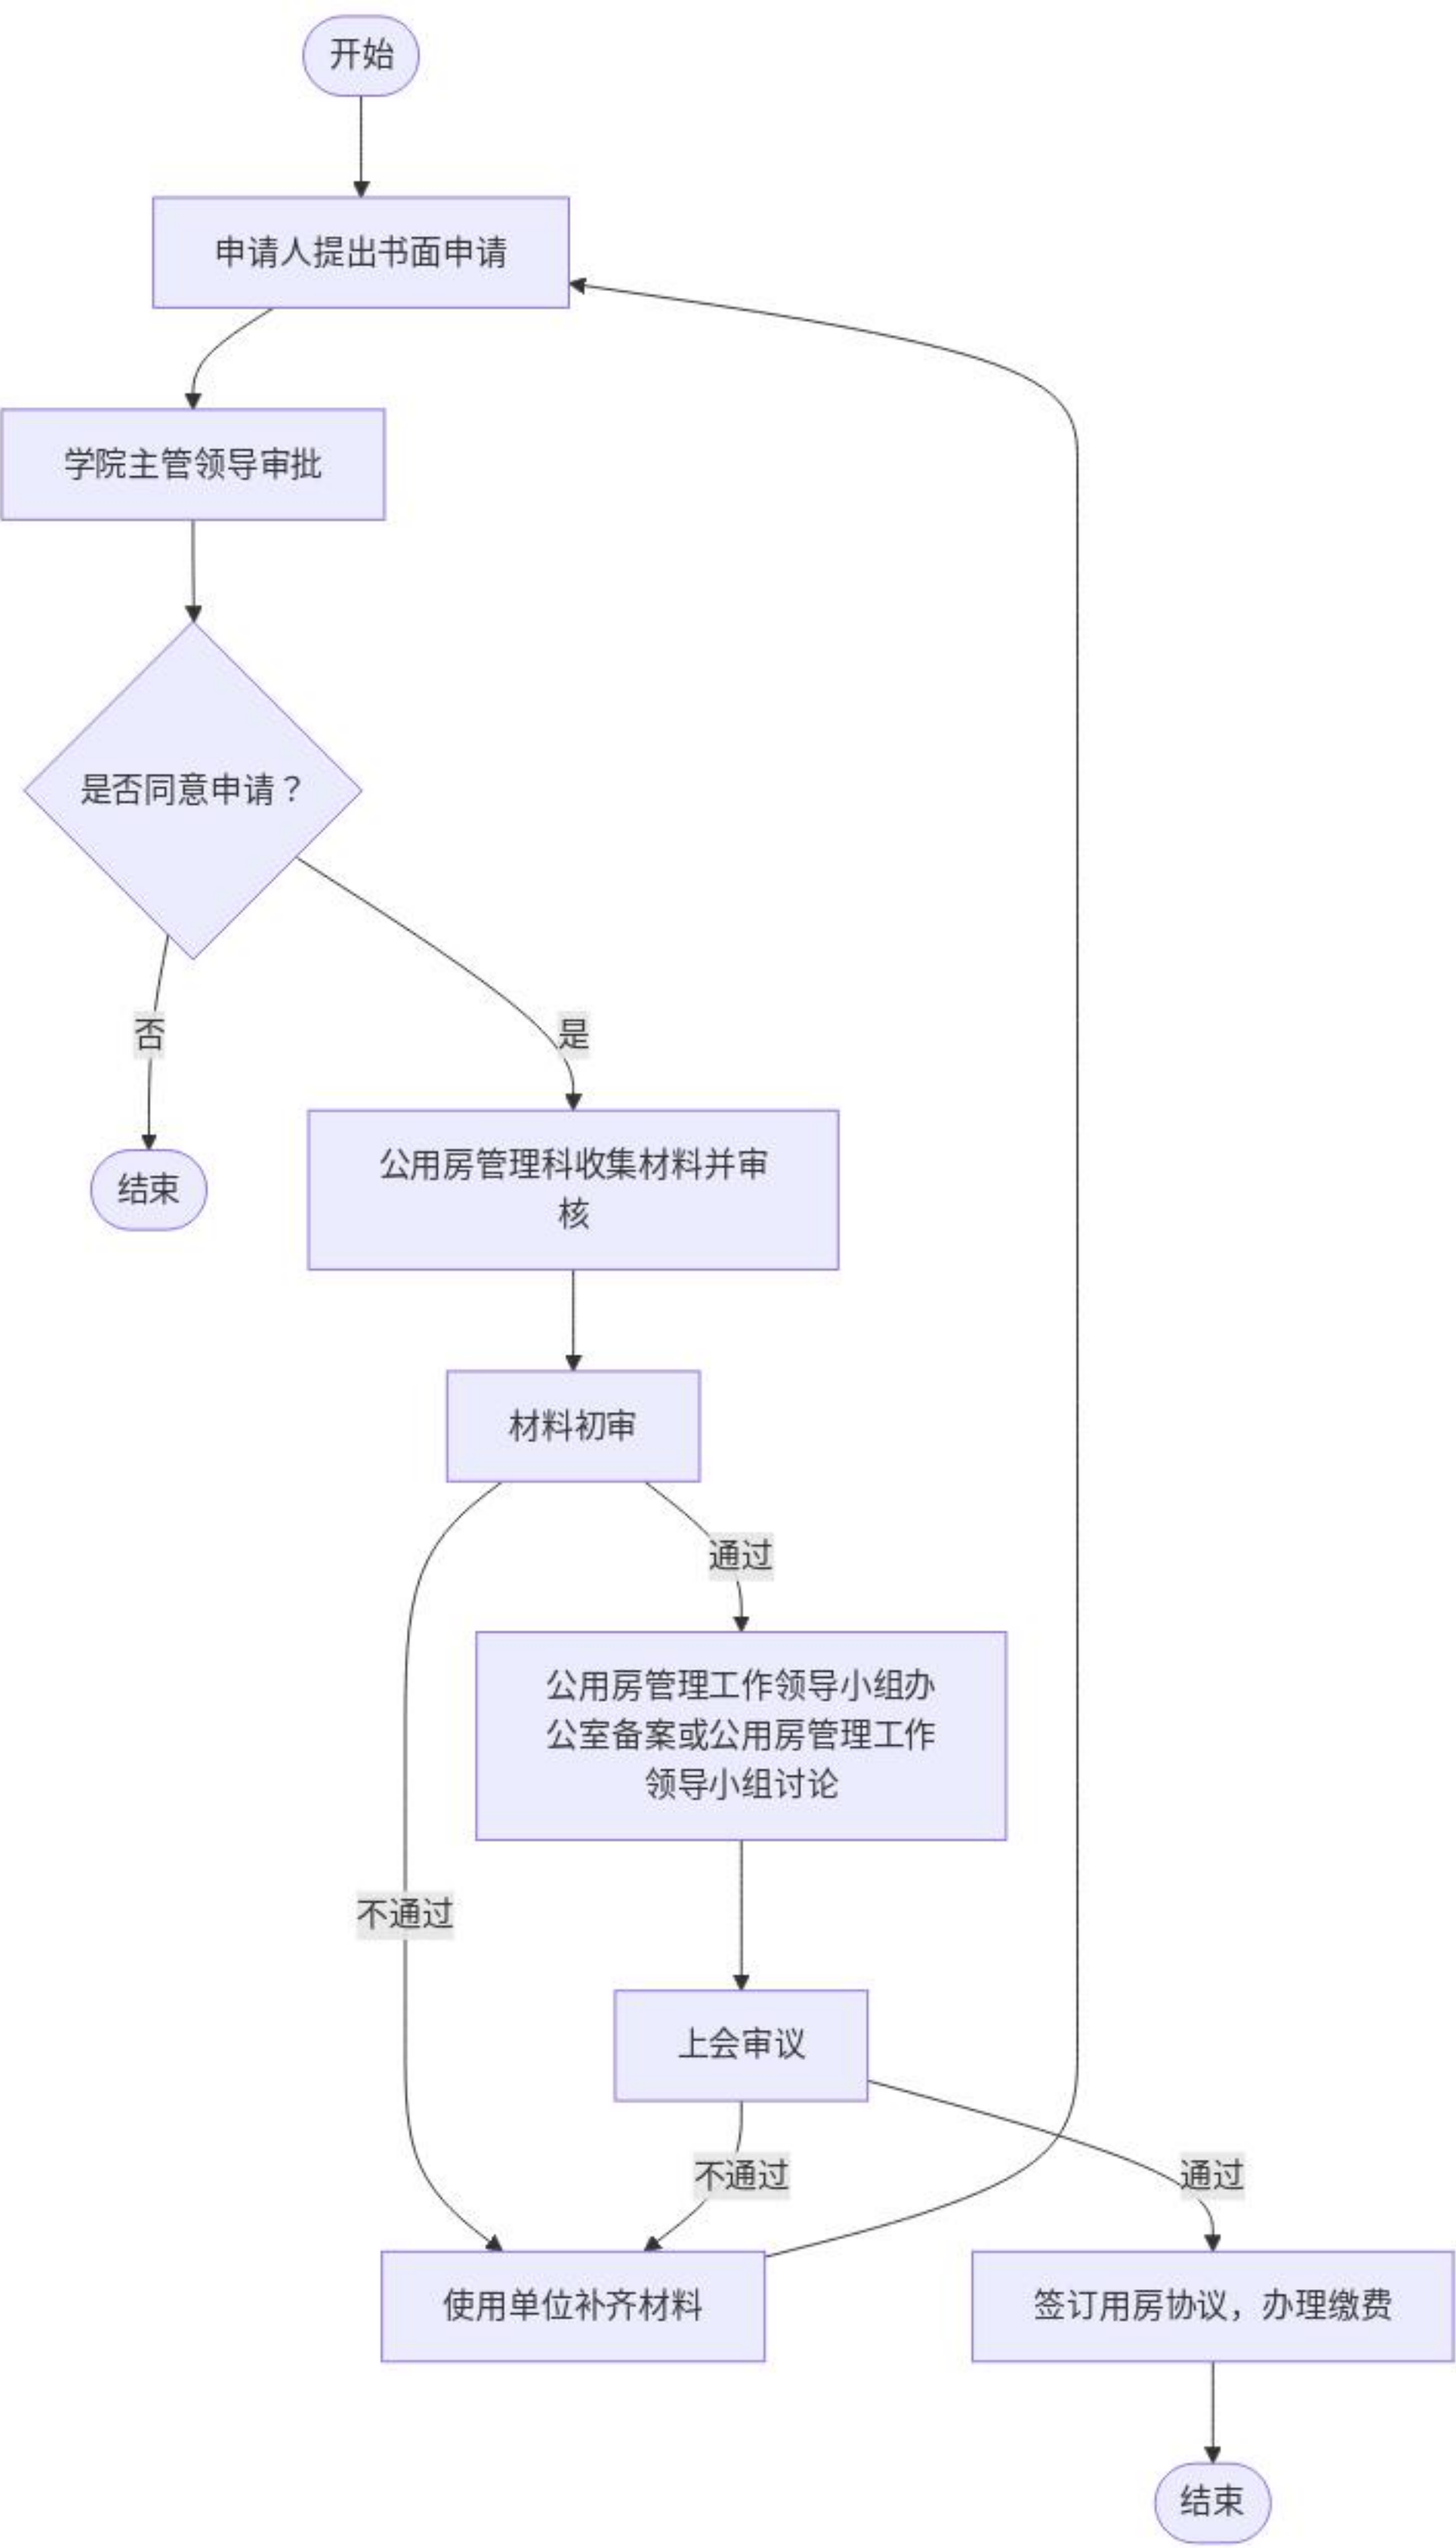 开始
申请人提出书面申请
学院主管领导审批
是否同意申请？
否
是
结束
公用房管理科收集材料并审
核
材料初审
通过
公用房管理工作领导小组办
公室备案或公用房管理工作
领导小组讨论
不通过
上会审议
不通过
通过
使用单位补齐材料
签订用房协议，办理缴费
结束